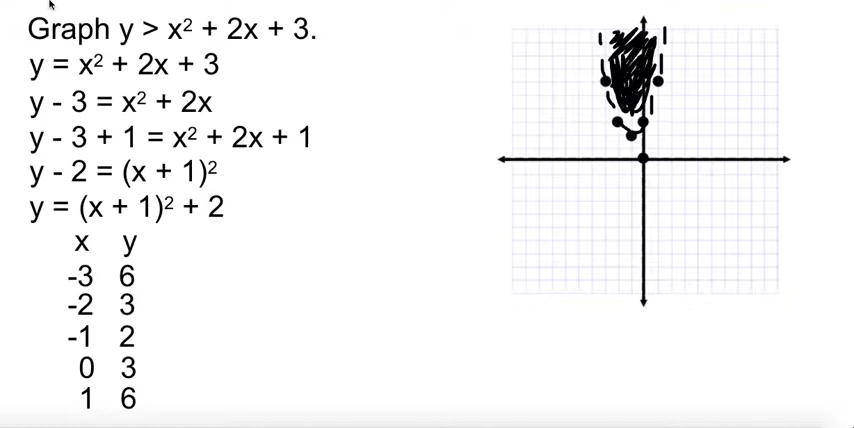 Graph y > x² + 2x + 3.
y = x² + 2x + 3
y - 3 = x² + 2x
y - 3 + 1 = x² + 2x + 1
y - 2 = (x + 1)²
y = (x + 1)² + 2
x y
-3 6
-2 3
-1 2
0 3
1 6